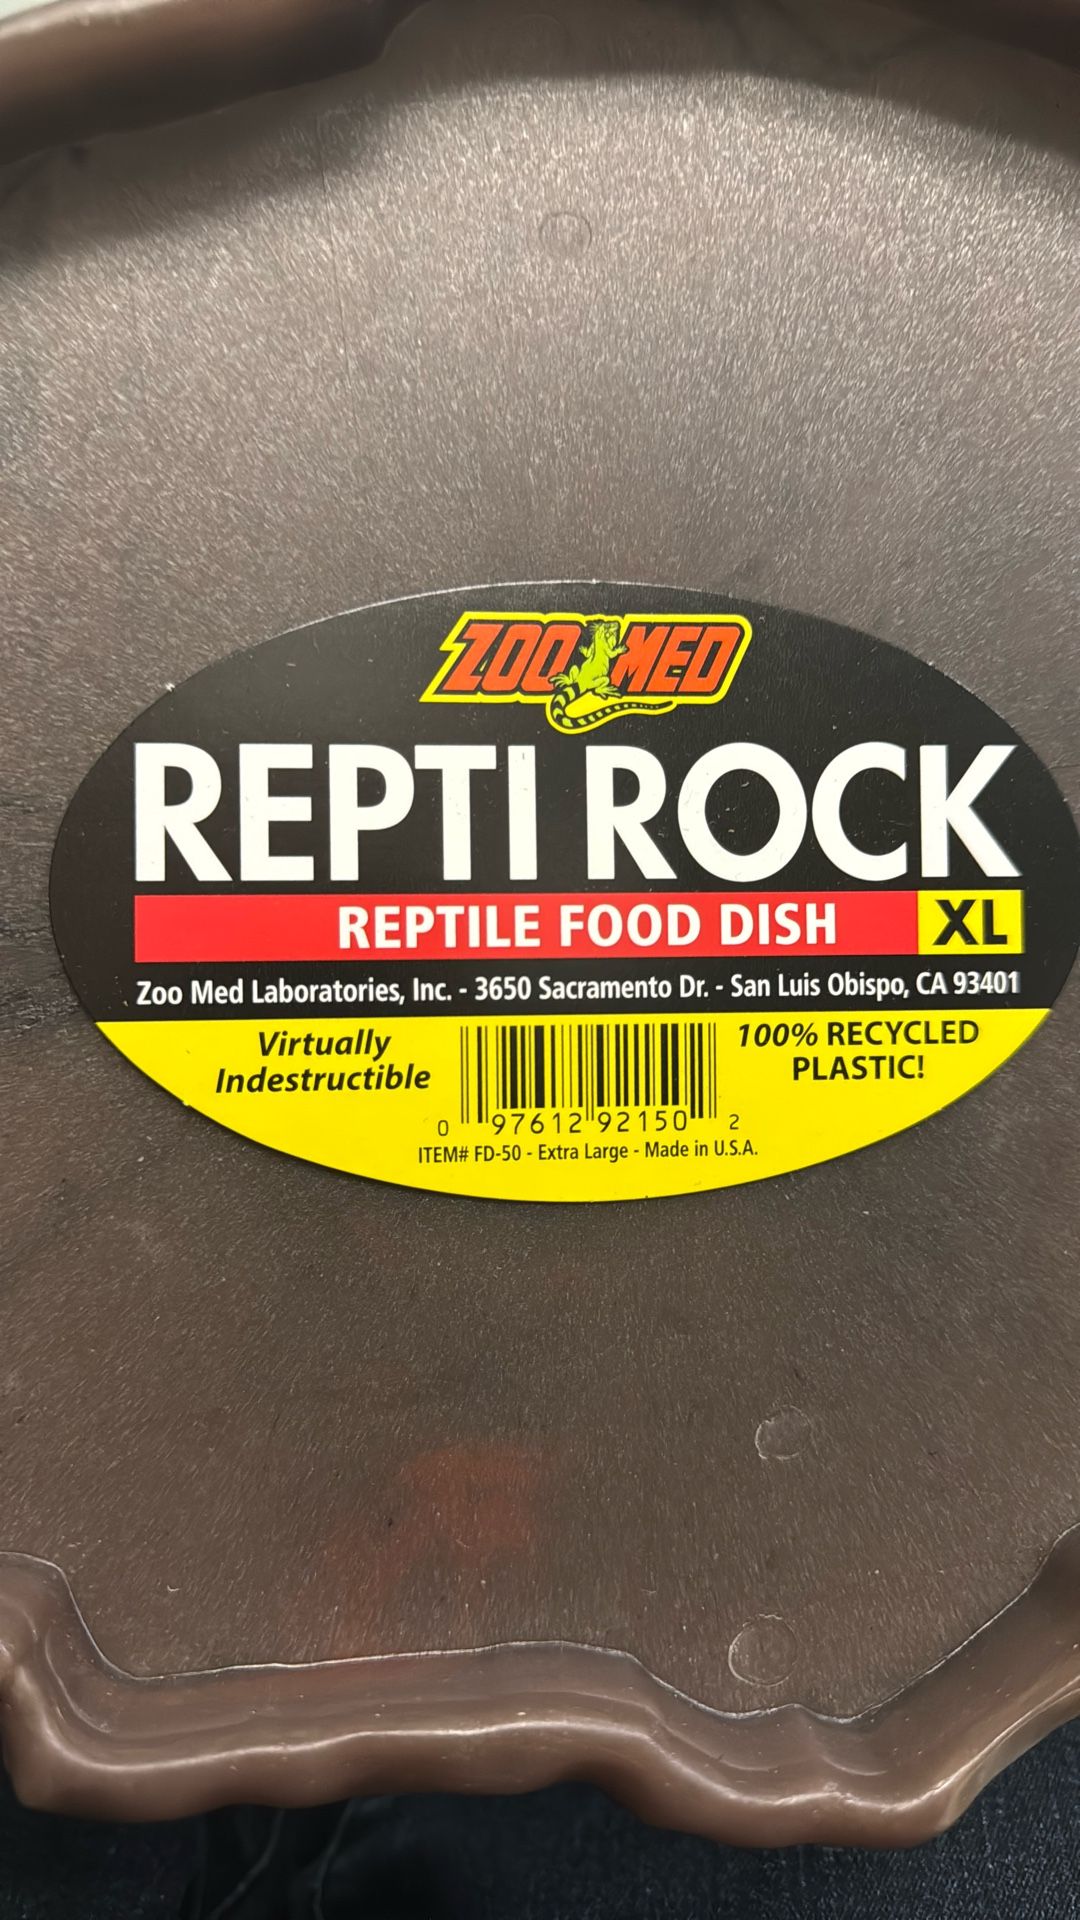 ZOO MED
REPTI ROCK
REPTILE FOOD DISH XL
Zoo Med Laboratories, Inc. - 3650 Sacramento Dr. - San Luis Obispo, CA 93401
Virtually
Indestructible
100% RECYCLED
PLASTIC!
0 97612 92150 2
ITEM# FD-50 - Extra Large - Made in U.S.A.